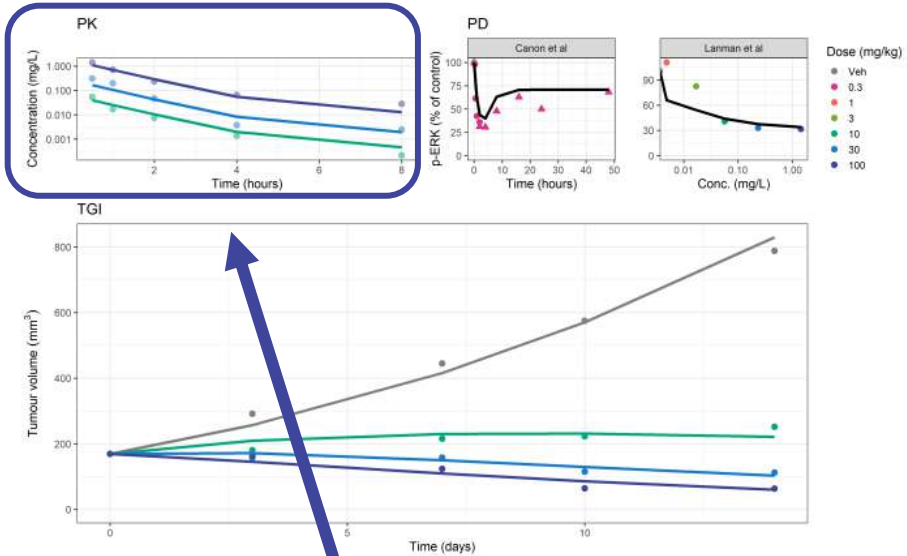 PK
Concentration (mg/L)
1.000
0.100
0.010
0.001
2
4
6
8
Time (hours)
PD
Canon et al
p-ERK (% of control)
100
75
50
25
0
0
10
20
30
40
50
Time (hours)
Lanman et al
90
60
30
0.01
0.10
1.00
Conc. (mg/L)
Dose (mg/kg)
Veh
0.3
1
3
10
30
100
TGI
Tumour volume (mm³)
800
600
400
200
0
0
5
10
Time (days)